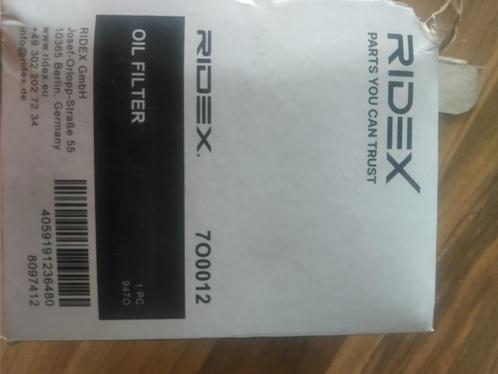 RIDEX
PARTS YOU CAN TRUST
RIDEX.
7O0012
OIL FILTER
1 PC
947O
RIDEX GmbH
Josef-Orlopp-Straße 55
10365 Berlin, Germany
www.ridex.eu
+49 302 202 72 34
info@ridex.de
4059191236480
8097412